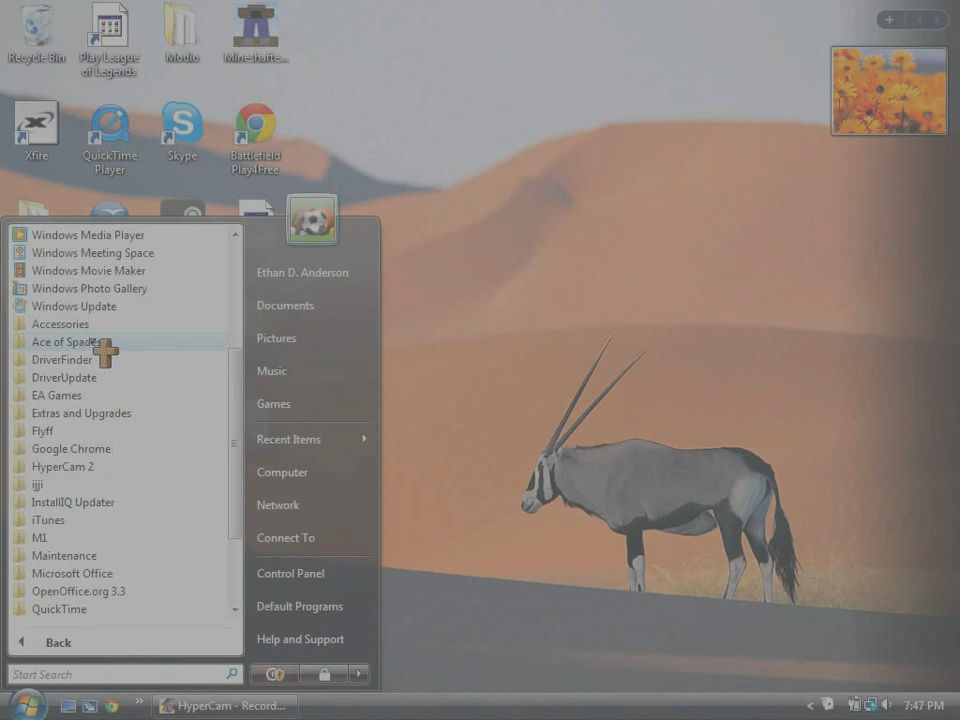 Recycle Bin
Play League
of Legends
Modio
Mineshafte...
Xfire
QuickTime
Player
Skype
Battlefield
Play4Free
Windows Media Player
Windows Meeting Space
Windows Movie Maker
Windows Photo Gallery
Windows Update
Accessories
Ace of Spades
DriverFinder
DriverUpdate
EA Games
Extras and Upgrades
Flyff
Google Chrome
HyperCam 2
ijji
InstallIQ Updater
iTunes
M1
Maintenance
Microsoft Office
OpenOffice.org 3.3
QuickTime
Back
Start Search
Ethan D. Anderson
Documents
Pictures
Music
Games
Recent Items
Computer
Network
Connect To
Control Panel
Default Programs
Help and Support
HyperCam - Record...
7:47 PM